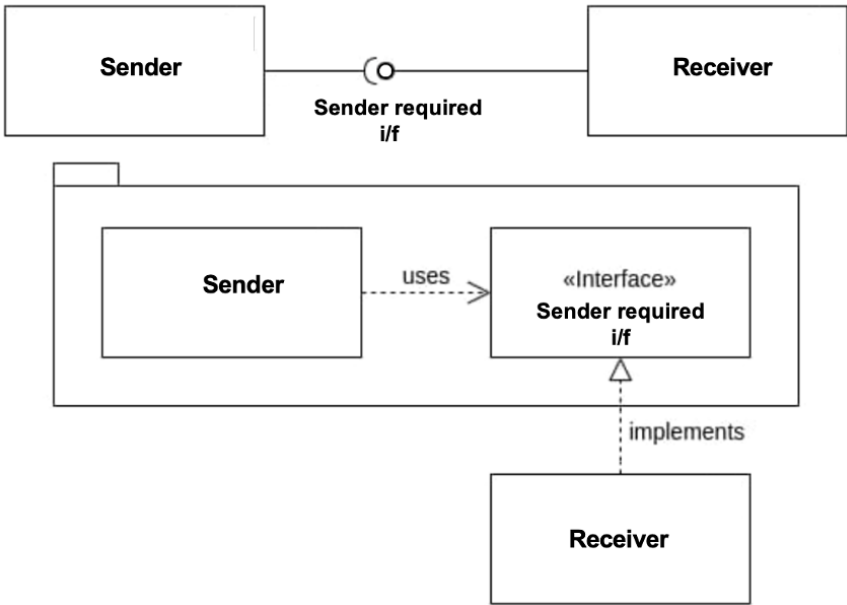 Sender
Receiver
Sender required
i/f
Sender
uses
«Interface»
Sender required
i/f
implements
Receiver